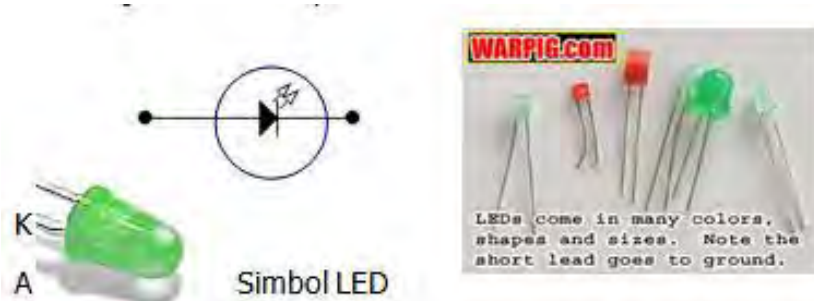 WARPIG.com
K
A
Simbol LED
LEDs come in many colors,
shapes and sizes. Note the
short lead goes to ground.